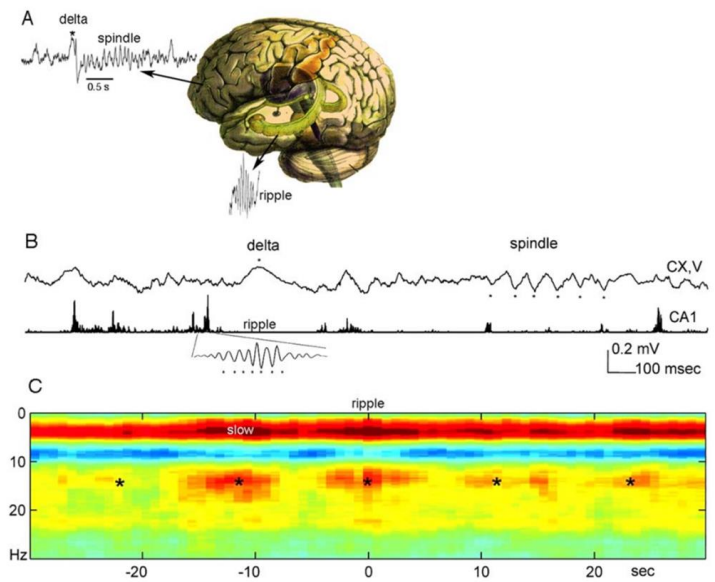 A
delta
* spindle
0.5 s
ripple
B
delta
spindle
CX,V
ripple
CA1
0.2 mV
100 msec
C
ripple
0
slow
10
* * * * *
20
Hz
-20 -10 0 10 20 sec